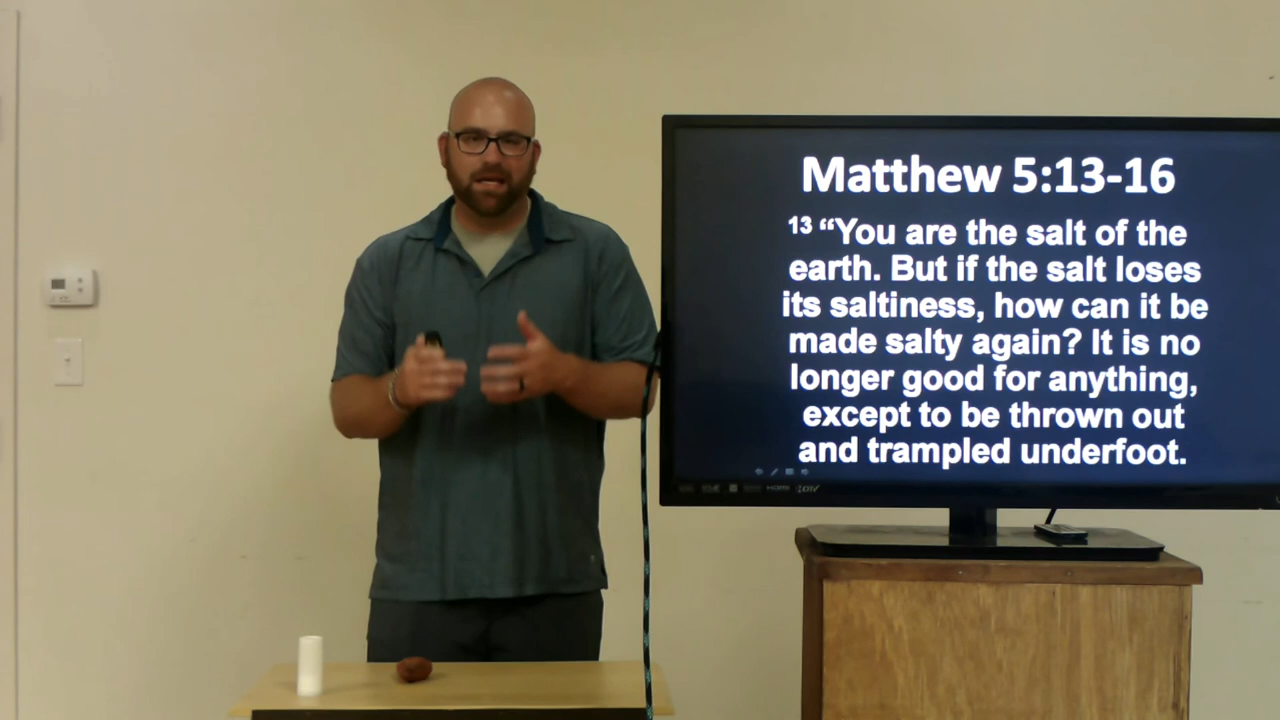 Matthew 5:13-16
13 “You are the salt of the
earth. But if the salt loses
its saltiness, how can it be
made salty again? It is no
longer good for anything,
except to be thrown out
and trampled underfoot.